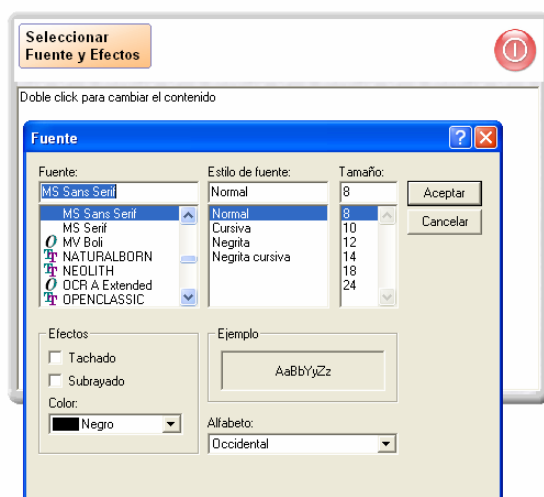 Seleccionar
Fuente y Efectos
Doble click para cambiar el contenido
Fuente
Fuente:
Estilo de fuente:
Tamaño:
MS Sans Serif
Normal
8
Aceptar
MS Sans Serif
Normal
8
Cancelar
MS Serif
Cursiva
10
MV Boli
Negrita
12
NATURALBORN
Negrita cursiva
14
NEOLITH
18
OCR A Extended
24
OPENCLASSIC
Efectos
Ejemplo
Tachado
AaBbYyZz
Subrayado
Color:
Negro
Alfabeto:
Occidental